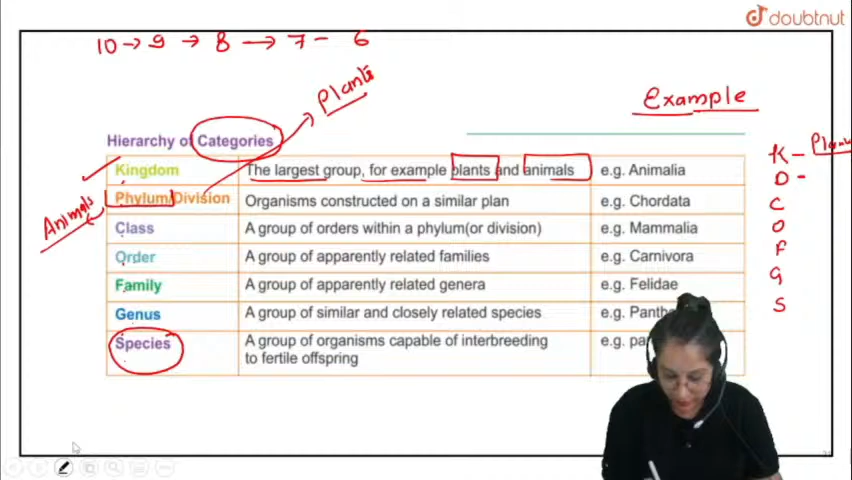 doubtnut
10 → 9 → 8 → 7 - 6
Plants
Example
Hierarchy of Categories
Kingdom The largest group, for example plants and animals e.g. Animalia
Phylum/Division Organisms constructed on a similar plan e.g. Chordata
Class A group of orders within a phylum(or division) e.g. Mammalia
Order A group of apparently related families e.g. Carnivora
Family A group of apparently related genera e.g. Felidae
Genus A group of similar and closely related species e.g.
Species A group of organisms capable of interbreeding e.g.
to fertile offspring
Animals
K -
D -
C
O
F
G
S